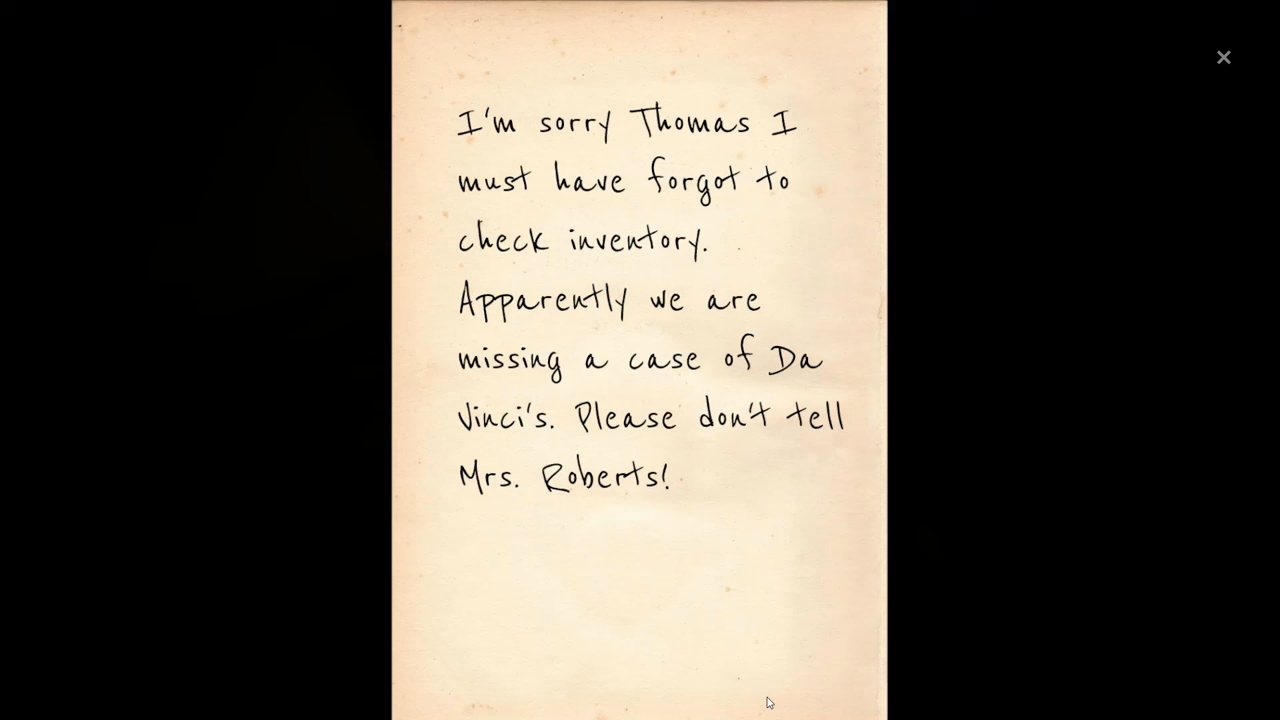 I'm sorry Thomas I
must have forgot to
check inventory.
Apparently we are
missing a case of Da
Vinci's. Please don't tell
Mrs. Roberts!